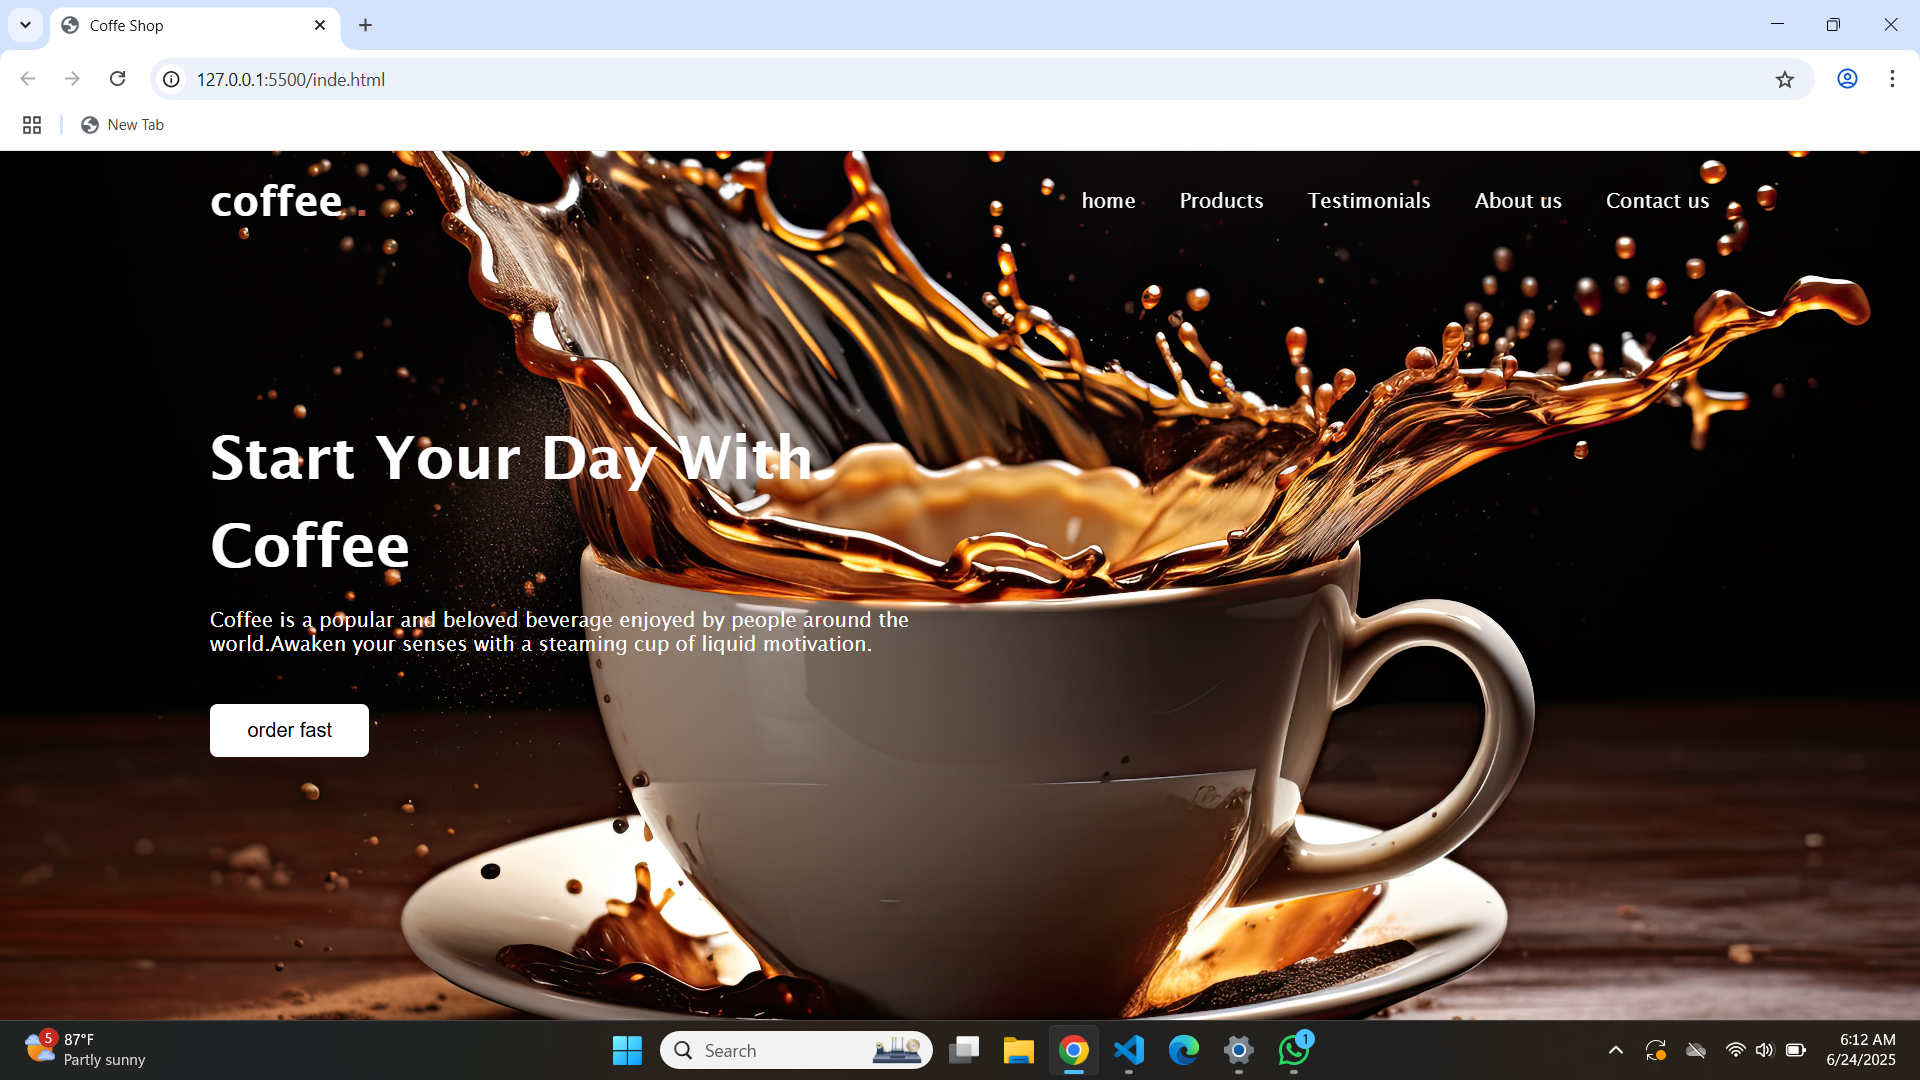 Coffe Shop
127.0.0.1:5500/inde.html
New Tab
coffee .
home Products Testimonials About us Contact us
Start Your Day With
Coffee
Coffee is a popular and beloved beverage enjoyed by people around the
world.Awaken your senses with a steaming cup of liquid motivation.
order fast
5
87°F
Partly sunny
Search
1
6:12 AM
6/24/2025